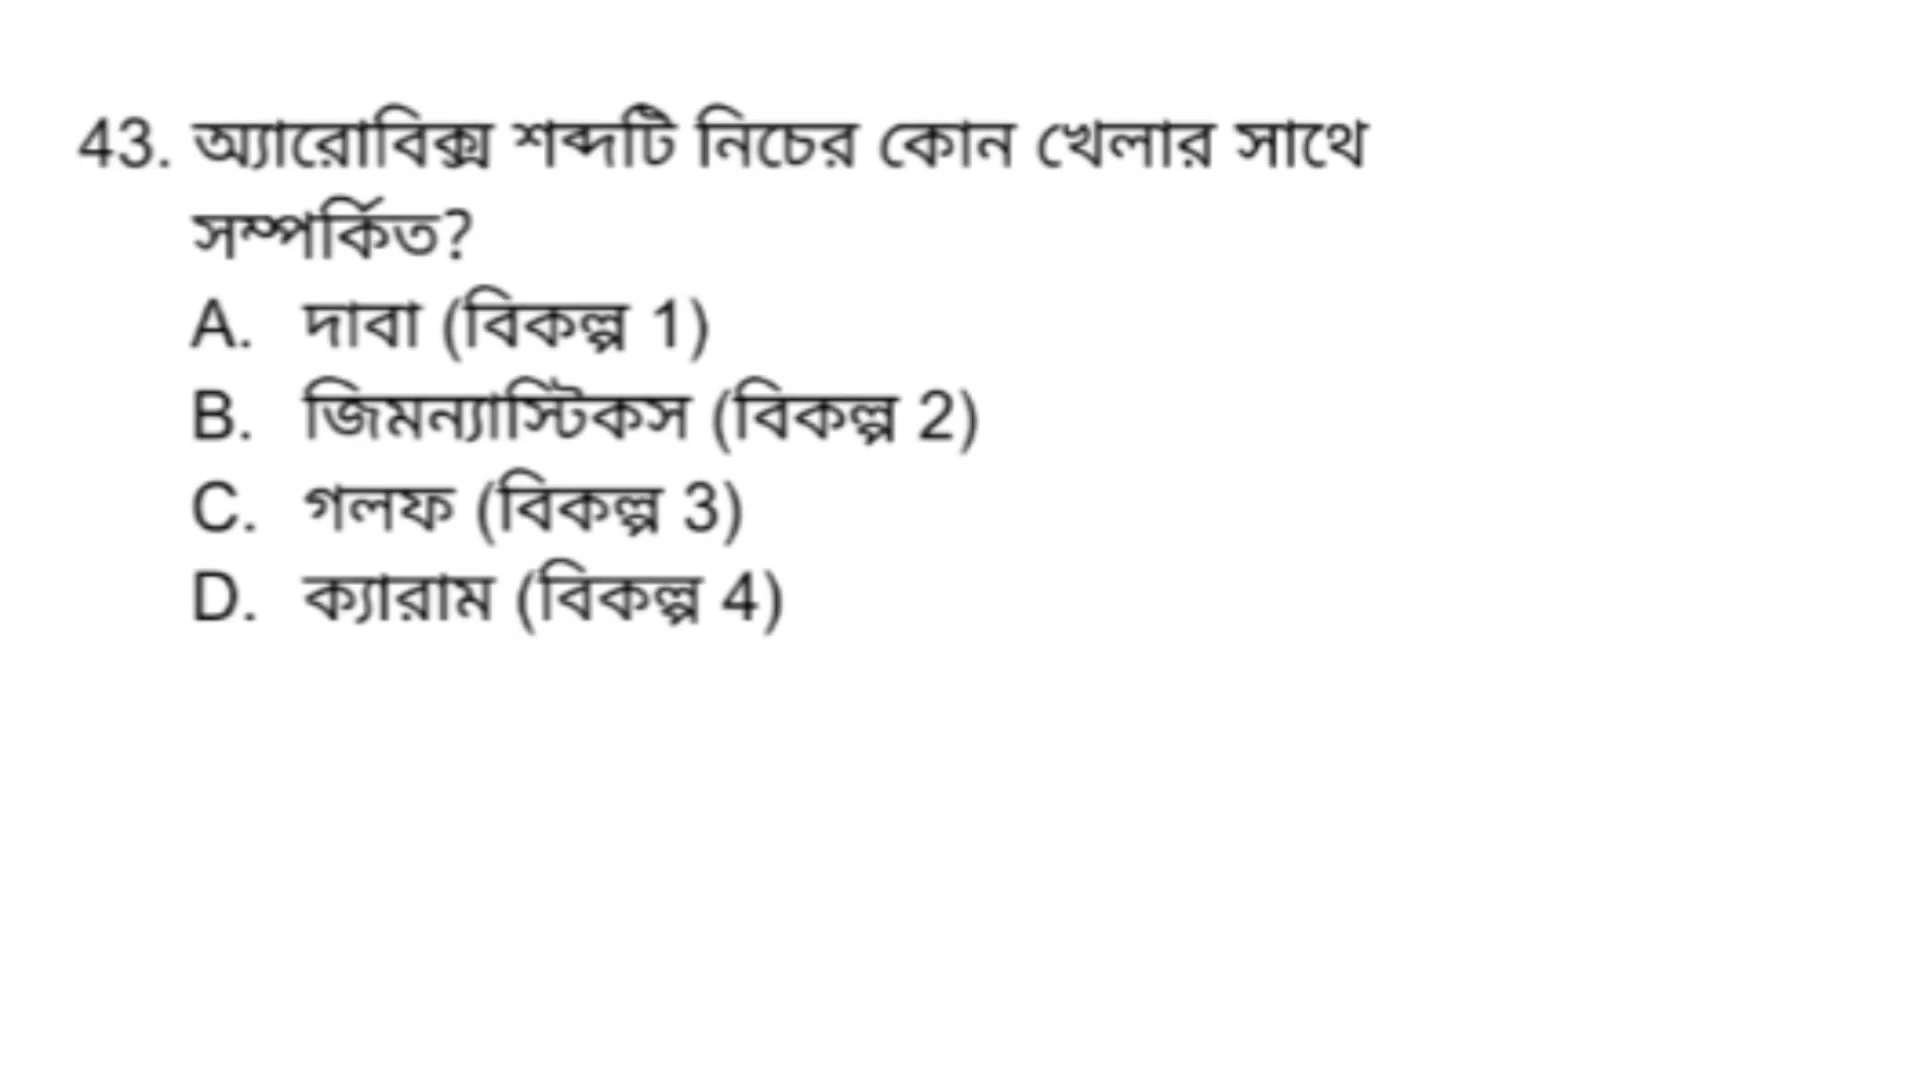 43. অ্যারোবিক্স শব্দটি নিচের কোন খেলার সাথে
সম্পর্কিত?
A. দাবা (বিকল্প 1)
B. জিমন্যাস্টিকস (বিকল্প 2)
C. গলফ (বিকল্প 3)
D. ক্যারাম (বিকল্প 4)